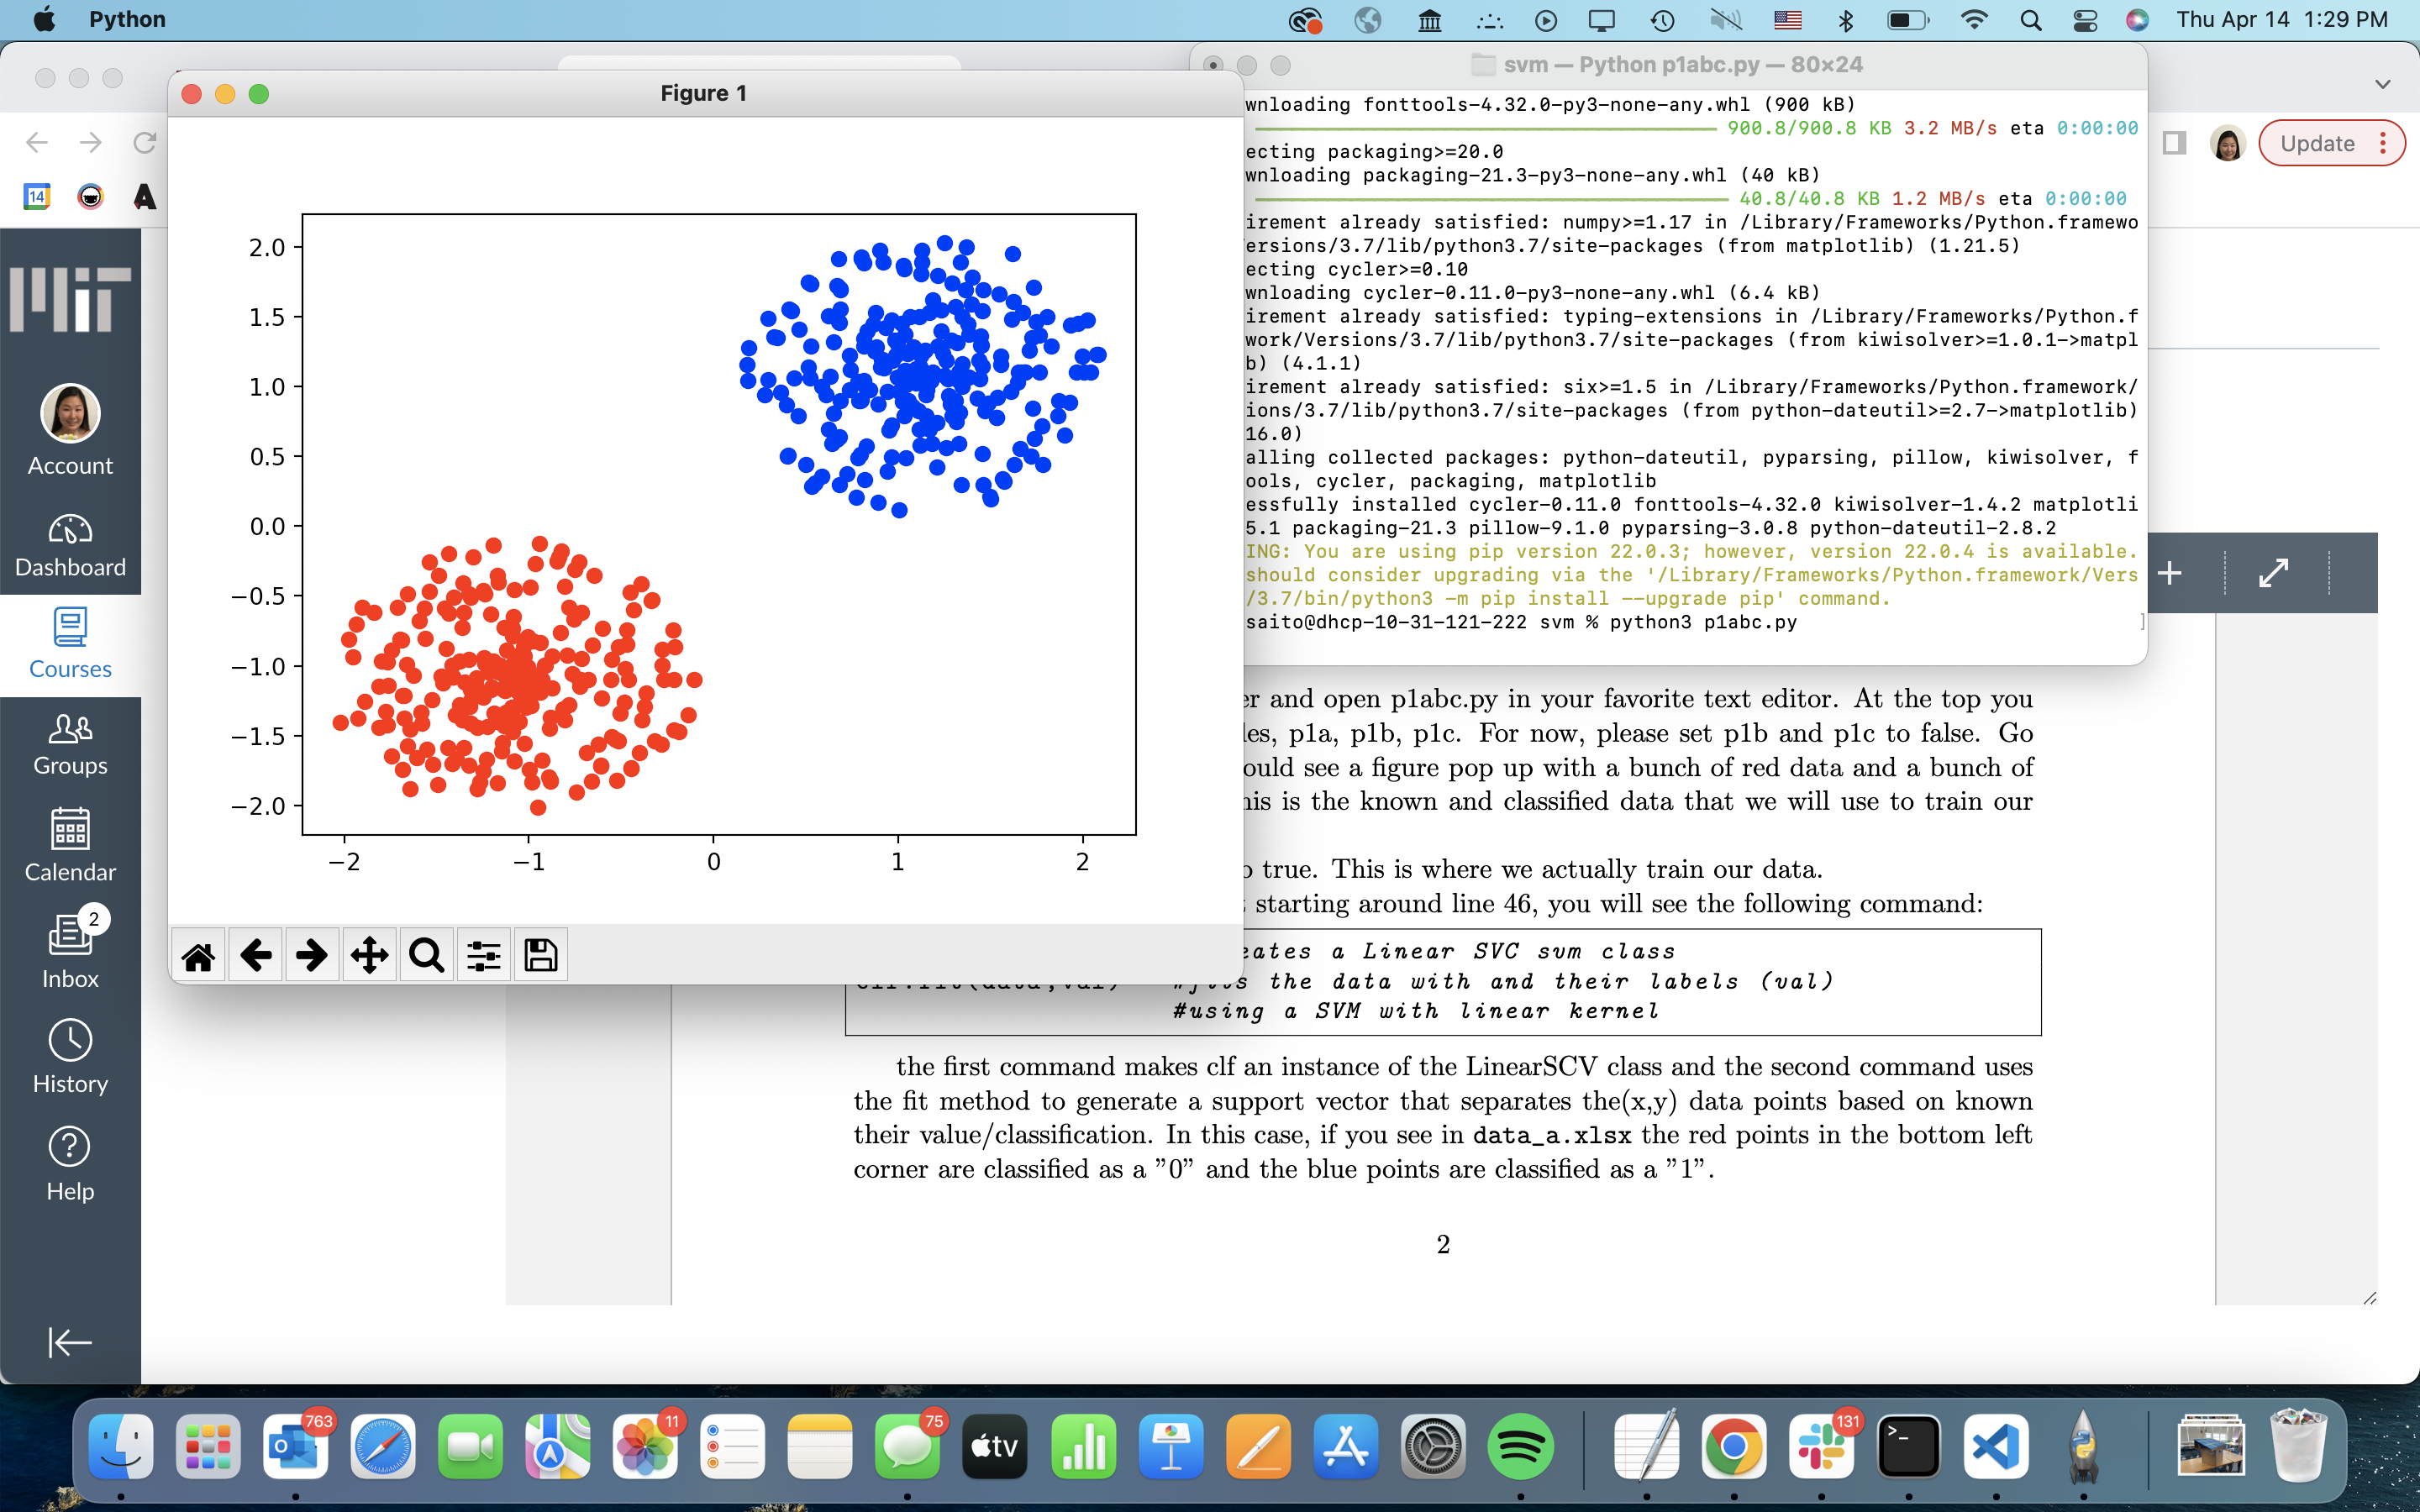 Python
Thu Apr 14 1:29 PM
svm — Python p1abc.py — 80×24
Figure 1
Update
14
wnloading fonttools-4.32.0-py3-none-any.whl (900 kB)
900.8/900.8 KB 3.2 MB/s eta 0:00:00
ecting packaging>=20.0
wnloading packaging-21.3-py3-none-any.whl (40 kB)
40.8/40.8 KB 1.2 MB/s eta 0:00:00
irement already satisfied: numpy>=1.17 in /Library/Frameworks/Python.framewo
ersions/3.7/lib/python3.7/site-packages (from matplotlib) (1.21.5)
ecting cycler>=0.10
wnloading cycler-0.11.0-py3-none-any.whl (6.4 kB)
irement already satisfied: typing-extensions in /Library/Frameworks/Python.f
work/Versions/3.7/lib/python3.7/site-packages (from kiwisolver>=1.0.1->matpl
b) (4.1.1)
irement already satisfied: six>=1.5 in /Library/Frameworks/Python.framework/
ions/3.7/lib/python3.7/site-packages (from python-dateutil>=2.7->matplotlib)
16.0)
alling collected packages: python-dateutil, pyparsing, pillow, kiwisolver, f
ools, cycler, packaging, matplotlib
essfully installed cycler-0.11.0 fonttools-4.32.0 kiwisolver-1.4.2 matplotli
5.1 packaging-21.3 pillow-9.1.0 pyparsing-3.0.8 python-dateutil-2.8.2
ING: You are using pip version 22.0.3; however, version 22.0.4 is available.
should consider upgrading via the '/Library/Frameworks/Python.framework/Vers
/3.7/bin/python3 -m pip install --upgrade pip' command.
saito@dhcp-10-31-121-222 svm % python3 p1abc.py
MIT
Account
Dashboard
Courses
Groups
Calendar
2
Inbox
History
Help
2.0
1.5
1.0
0.5
0.0
−0.5
−1.0
−1.5
−2.0
−2 −1 0 1 2
er and open p1abc.py in your favorite text editor. At the top you
les, p1a, p1b, p1c. For now, please set p1b and p1c to false. Go
ould see a figure pop up with a bunch of red data and a bunch of
his is the known and classified data that we will use to train our
o true. This is where we actually train our data.
starting around line 46, you will see the following command:
eates a Linear SVC svm class
clf.fit(data,val) #fits the data with and their labels (val)
#using a SVM with linear kernel
the first command makes clf an instance of the LinearSCV class and the second command uses
the fit method to generate a support vector that separates the(x,y) data points based on known
their value/classification. In this case, if you see in data_a.xlsx the red points in the bottom left
corner are classified as a ”0” and the blue points are classified as a ”1”.
2
763
11
75
tv
131
>_